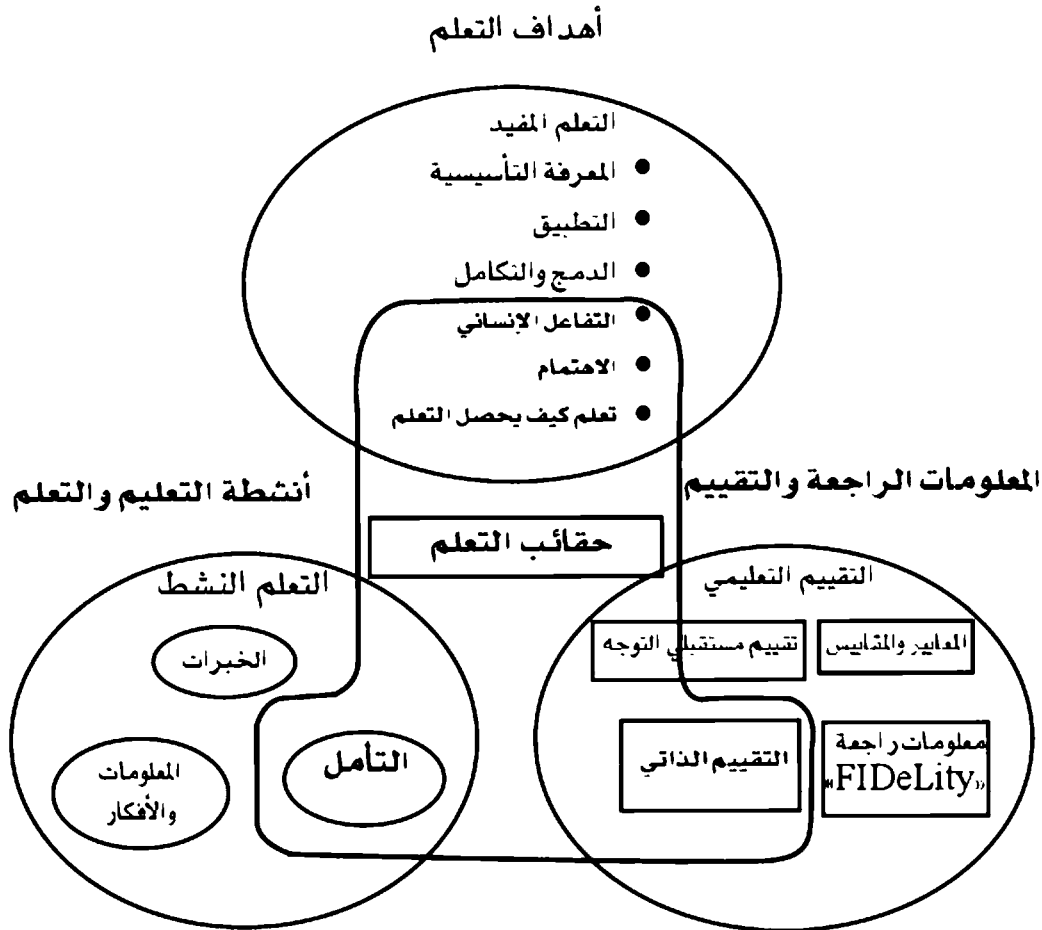 أهداف التعلم
التعلم المفيد
• المعرفة التأسيسية
• التطبيق
• الدمج والتكامل
• التفاعل الإنساني
• الاهتمام
• تعلم كيف يحصل التعلم
المعلومات الراجعة والتقييم
أنشطة التعليم والتعلم
حقائب التعلم
التقييم التعليمي
المعايير والمقاييس
تقييم مستقبلي التوجه
معلومات راجعة
«FIDeLity»
التقييم الذاتي
التعلم النشط
الخبرات
التأمل
المعلومات
والأفكار